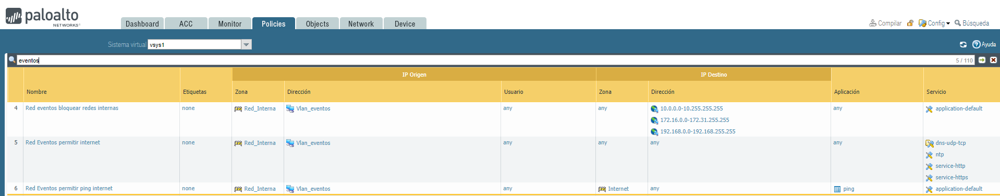 paloalto
NETWORKS
Dashboard ACC Monitor Policies Objects Network Device
Compilar Config Búsqueda
Sistema virtual vsys1 Ayuda
eventos 5 / 110
IP Origen IP Destino
Nombre Etiquetas Zona Dirección Usuario Zona Dirección Aplicación Servicio
4 Red eventos bloquear redes internas none Red_Interna Vlan_eventos any any 10.0.0.0-10.255.255.255 any application-default
172.16.0.0-172.31.255.255
192.168.0.0-192.168.255.255
5 Red Eventos permitir internet none Red_Interna Vlan_eventos any any any any dns-udp-tcp
ntp
service-http
service-https
6 Red Eventos permitir ping internet none Red_Interna Vlan_eventos any Internet any ping application-default